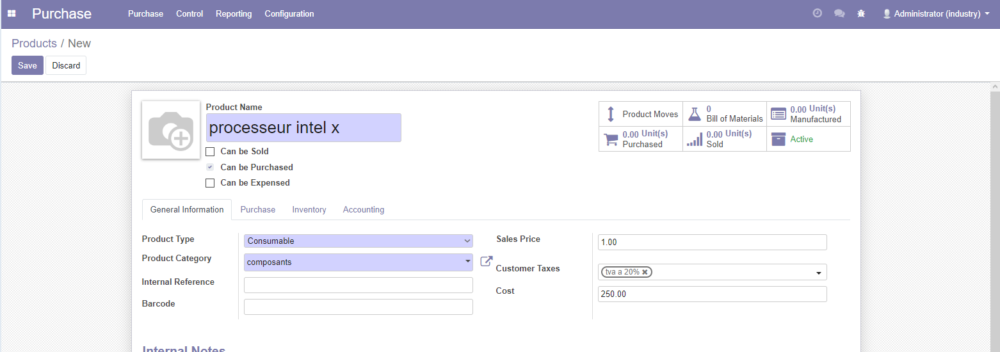 Purchase Purchase Control Reporting Configuration Administrator (industry)
Products / New
Save Discard
Product Name
processeur intel x
Can be Sold
Can be Purchased
Can be Expensed
Product Moves
0
Bill of Materials
0.00 Unit(s)
Manufactured
0.00 Unit(s)
Purchased
0.00 Unit(s)
Sold
Active
General Information Purchase Inventory Accounting
Product Type Consumable
Product Category composants
Internal Reference
Barcode
Sales Price 1.00
Customer Taxes tva a 20%
Cost 250.00
Internal Notes